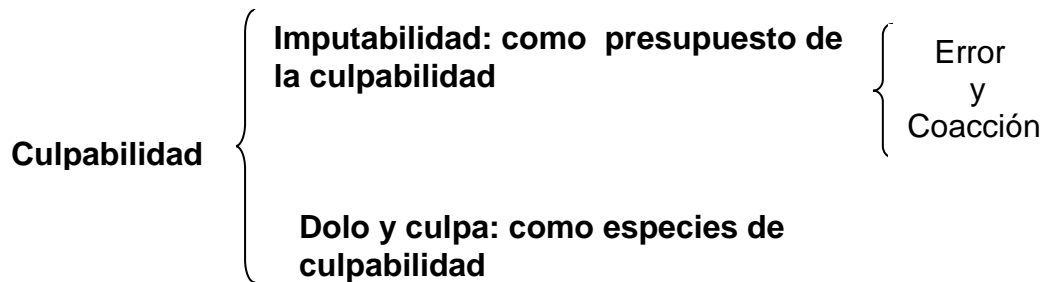 Imputabilidad: como presupuesto de
la culpabilidad
Error
y
Coacción
Culpabilidad
Dolo y culpa: como especies de
culpabilidad